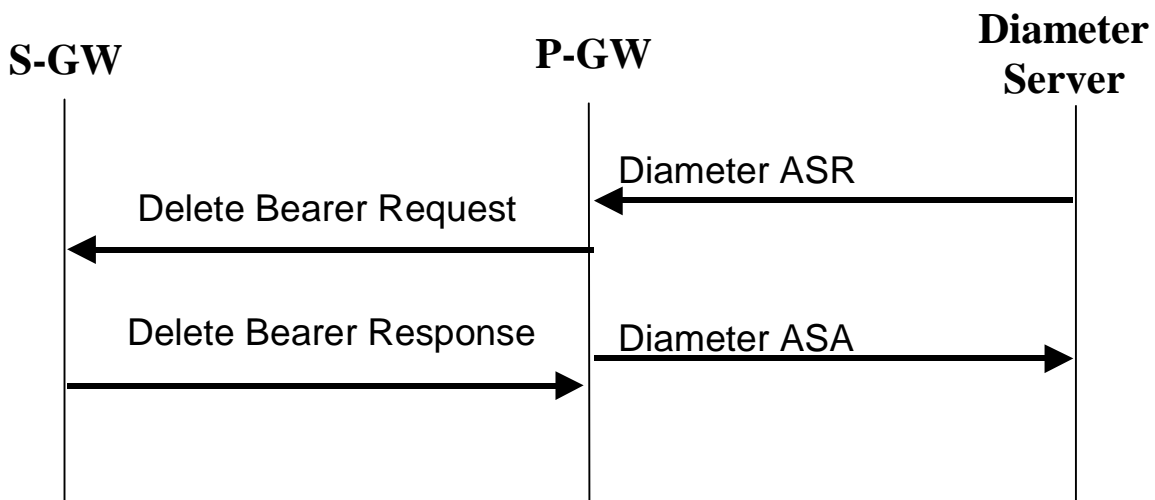 S-GW
P-GW
Diameter
Server
Diameter ASR
Delete Bearer Request
Delete Bearer Response
Diameter ASA